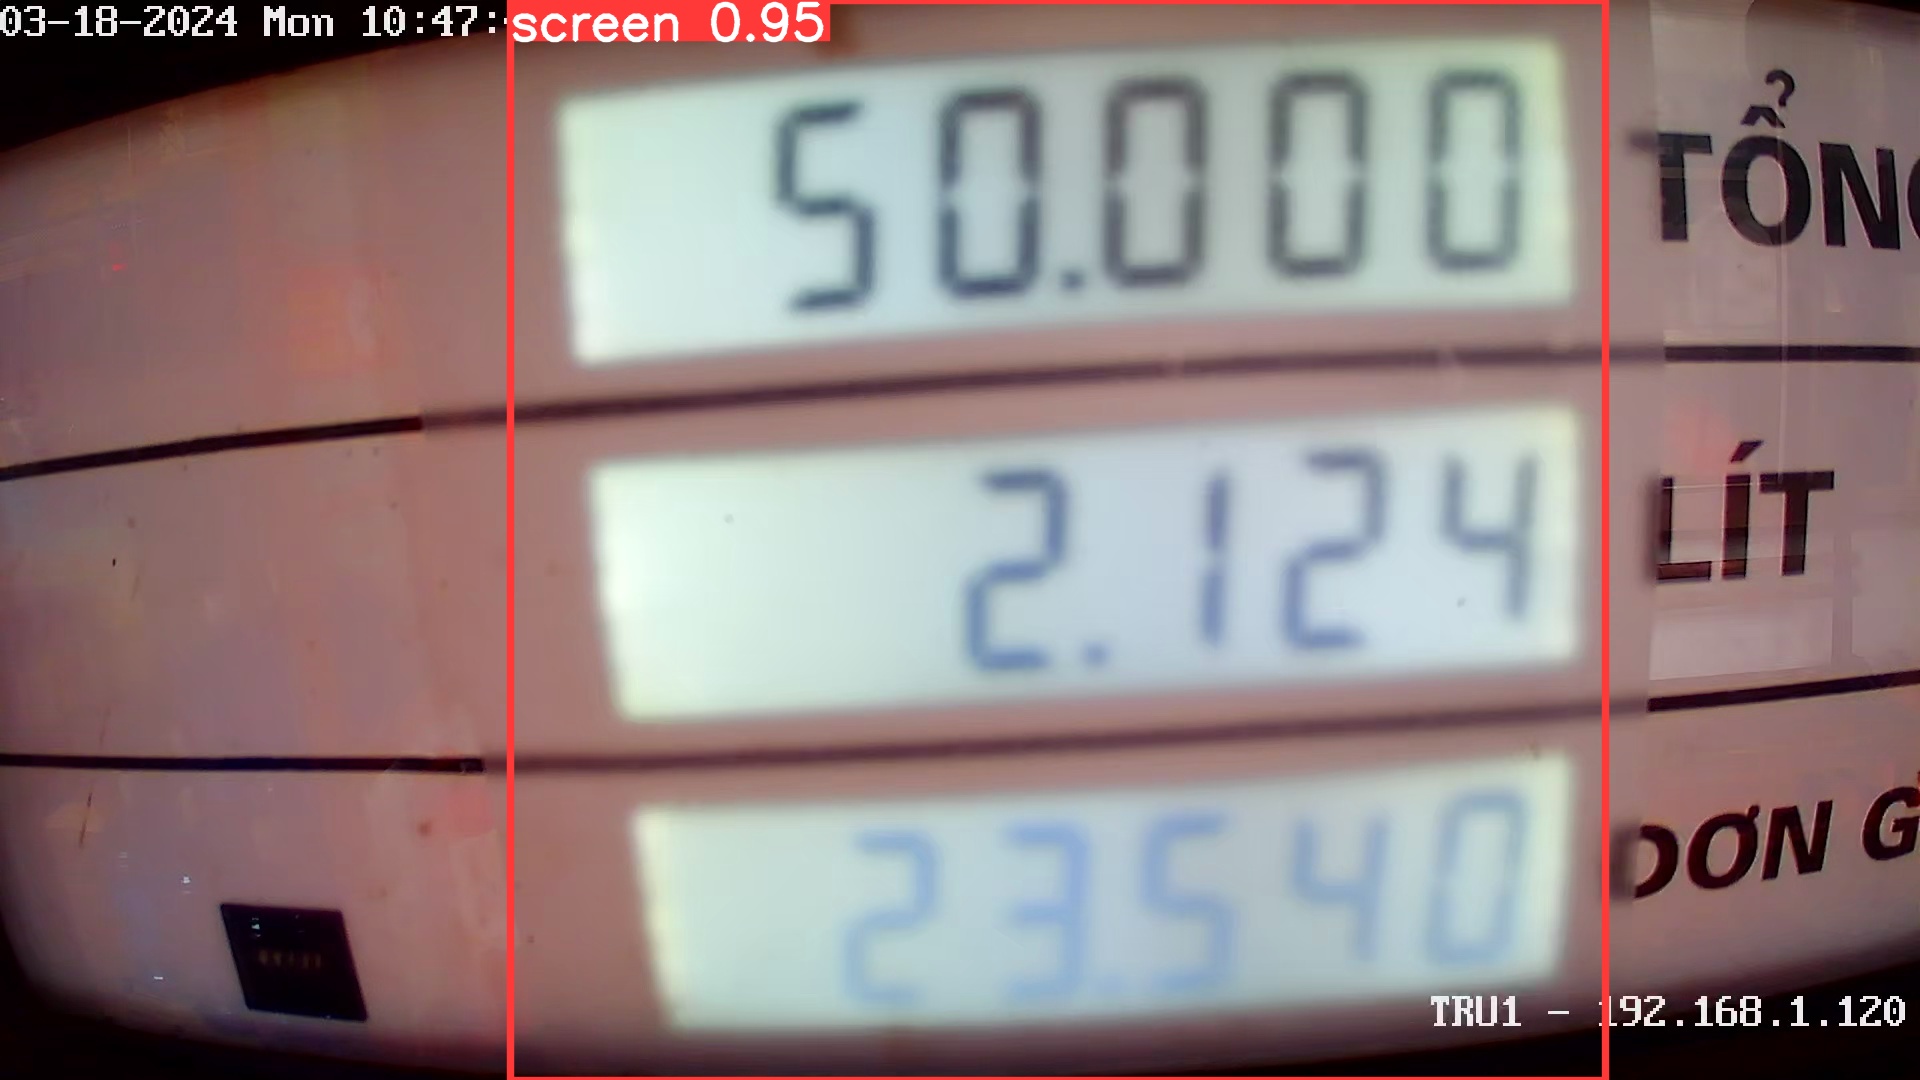 03-18-2024 Mon 10:47:
screen 0.95
50.000
TỔNG
2.124
LÍT
23.540
ĐƠN G
TRU1 - 192.168.1.120